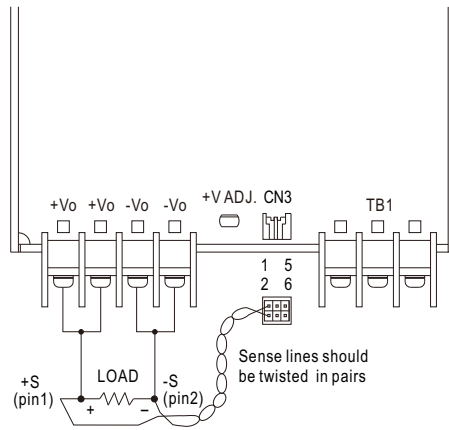 +Vo +Vo -Vo -Vo
+V ADJ. CN3
TB1
1 5
2 6
Sense lines should
be twisted in pairs
+S
(pin1)
LOAD
-S
(pin2)
+ −